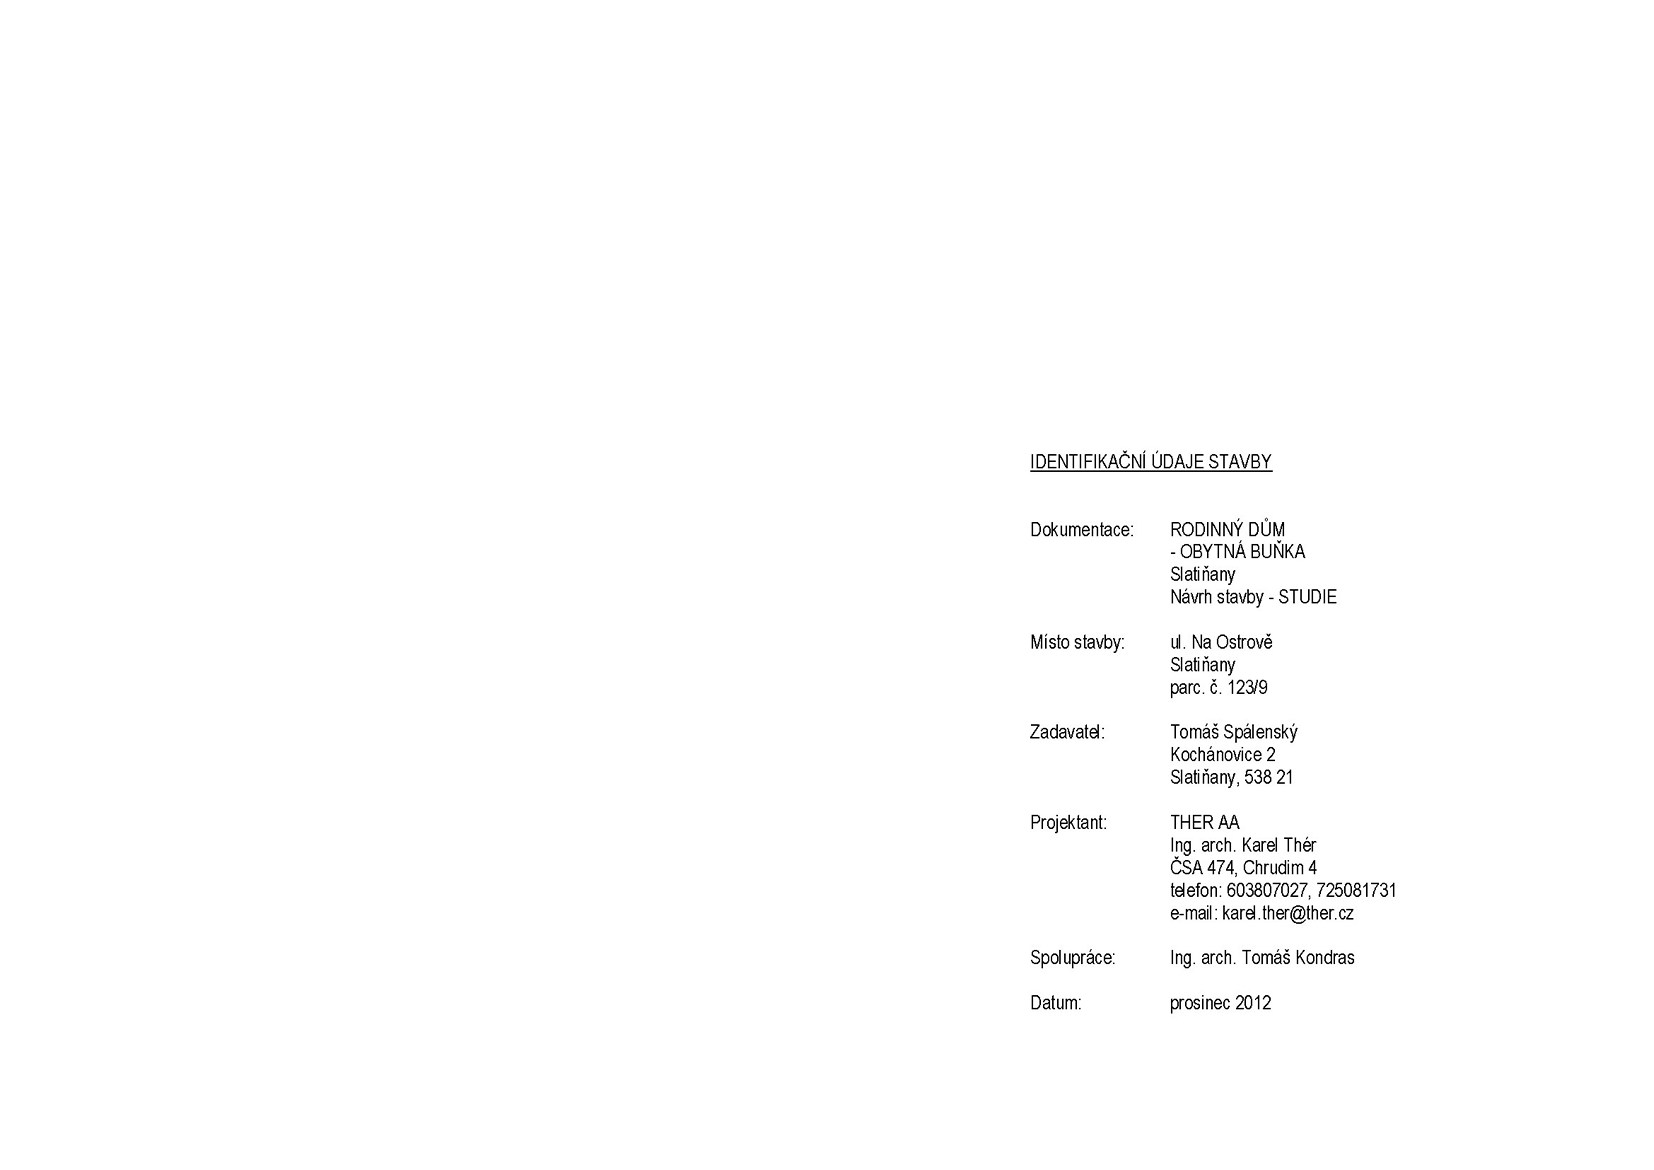 IDENTIFIKAČNÍ ÚDAJE STAVBY
Dokumentace: RODINNÝ DŮM
- OBYTNÁ BUŇKA
Slatiňany
Návrh stavby - STUDIE
Místo stavby: ul. Na Ostrově
Slatiňany
parc. č. 123/9
Zadavatel: Tomáš Spálenský
Kochánovice 2
Slatiňany, 538 21
Projektant: THER AA
Ing. arch. Karel Thér
ČSA 474, Chrudim 4
telefon: 603807027, 725081731
e-mail: karel.ther@ther.cz
Spolupráce: Ing. arch. Tomáš Kondras
Datum: prosinec 2012